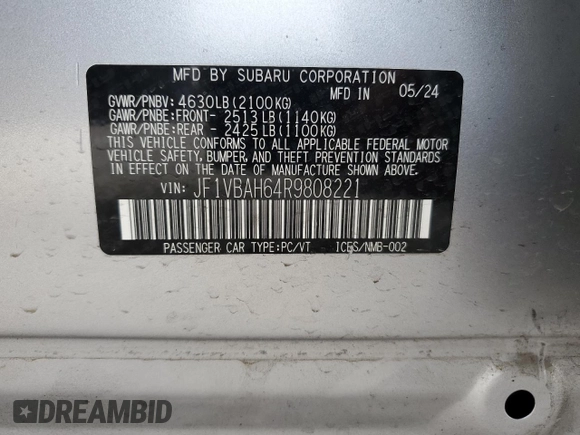 MFD BY SUBARU CORPORATION
MFD IN 05/24
GVWR/PNBV: 4630LB(2100KG)
GAWR/PNBE:FRONT- 2513LB(1140KG)
GAWR/PNBE:REAR - 2425LB(1100KG)
THIS VEHICLE CONFORMS TO ALL APPLICABLE FEDERAL MOTOR
VEHICLE SAFETY, BUMPER, AND THEFT PREVENTION STANDARDS
IN EFFECT ON THE DATE OF MANUFACTURE SHOWN ABOVE.
VIN: JF1VBAH64R9808221
PASSENGER CAR TYPE:PC/VT ICES/NMB-002
DREAMBID